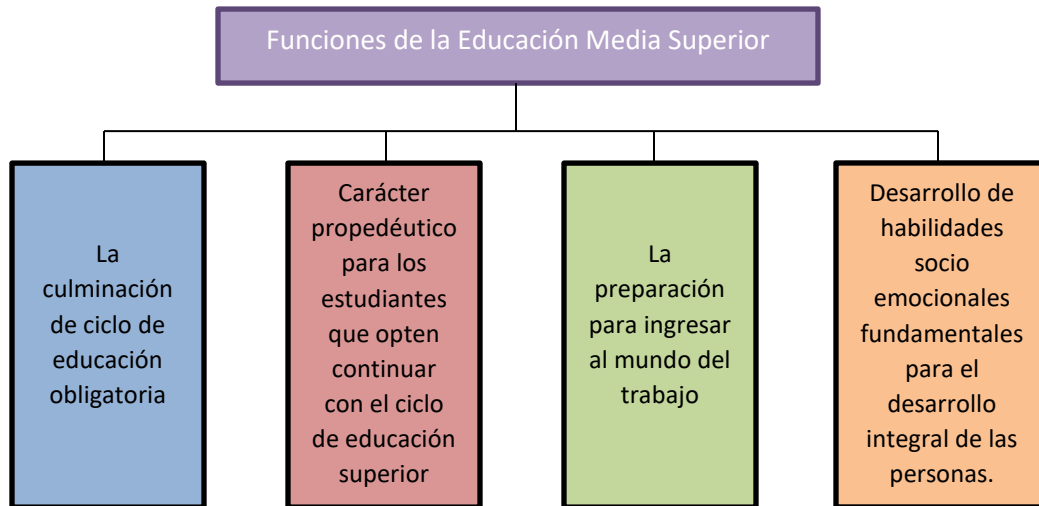 Funciones de la Educación Media Superior
La
culminación
de ciclo de
educación
obligatoria
Carácter
propedéutico
para los
estudiantes
que opten
continuar
con el ciclo
de educación
superior
La
preparación
para ingresar
al mundo del
trabajo
Desarrollo de
habilidades
socio
emocionales
fundamentales
para el
desarrollo
integral de las
personas.